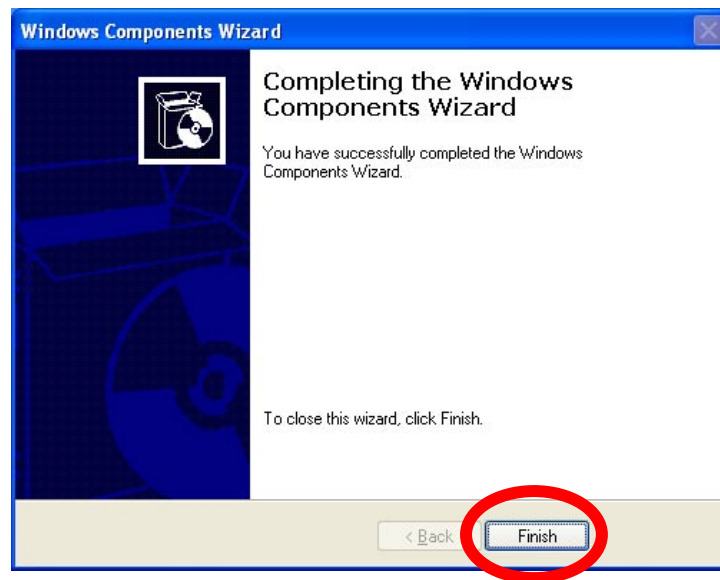 Windows Components Wizard
Completing the Windows
Components Wizard
You have successfully completed the Windows
Components Wizard.
To close this wizard, click Finish.
< Back
Finish